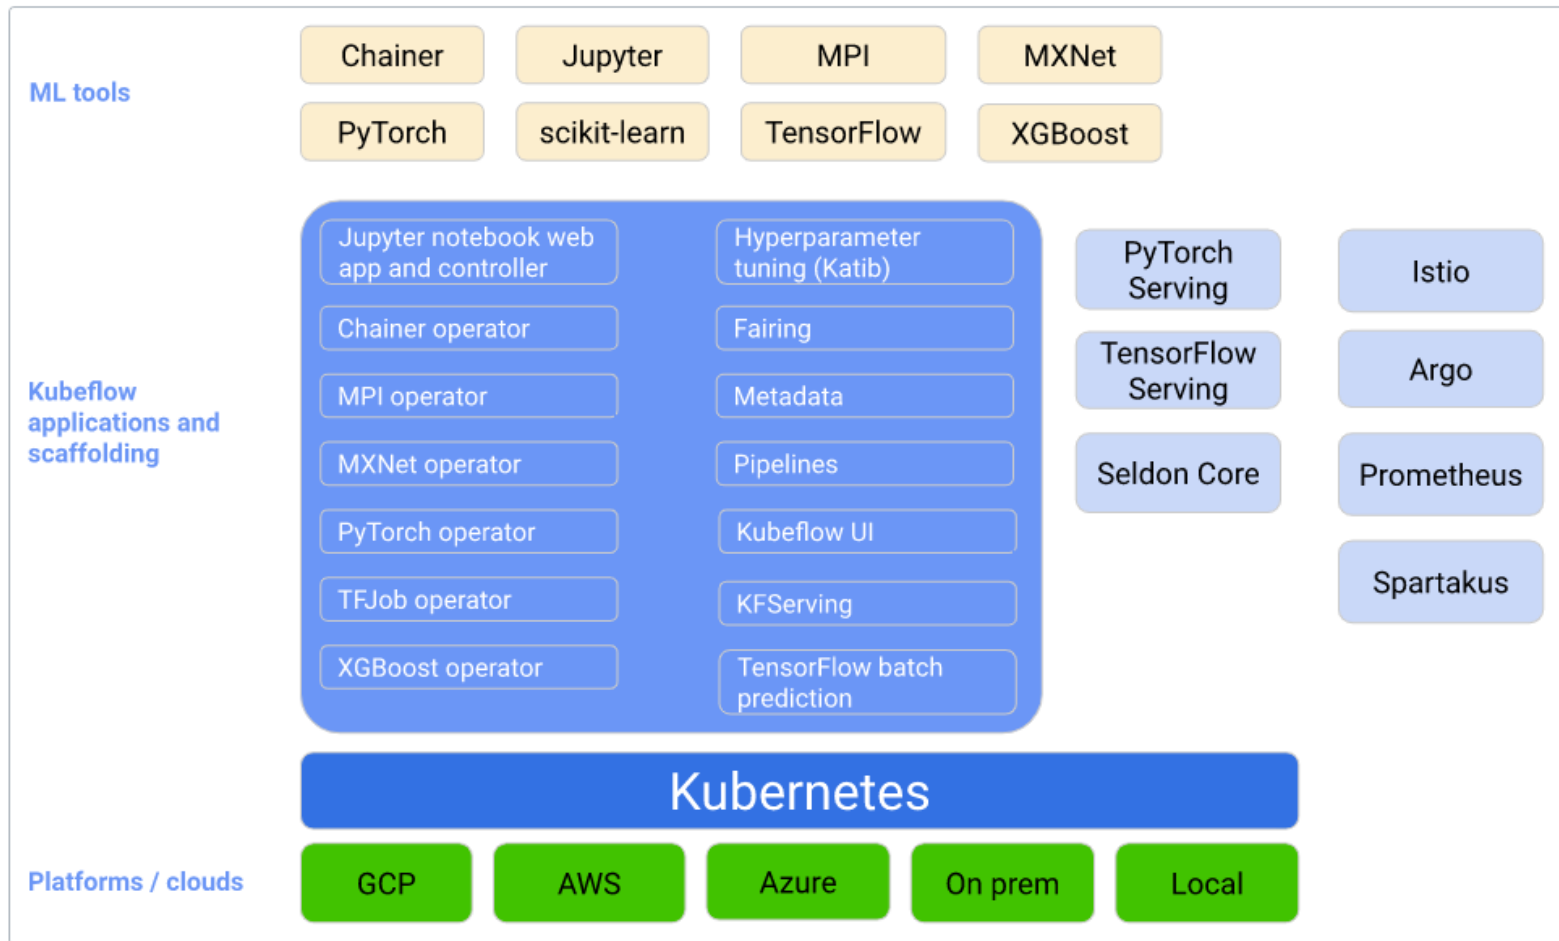 ML tools
Chainer
Jupyter
MPI
MXNet
PyTorch
scikit-learn
TensorFlow
XGBoost
Kubeflow
applications and
scaffolding
Jupyter notebook web
app and controller
Chainer operator
MPI operator
MXNet operator
PyTorch operator
TFJob operator
XGBoost operator
Hyperparameter
tuning (Katib)
Fairing
Metadata
Pipelines
Kubeflow UI
KFServing
TensorFlow batch
prediction
PyTorch
Serving
TensorFlow
Serving
Seldon Core
Istio
Argo
Prometheus
Spartakus
Kubernetes
Platforms / clouds
GCP
AWS
Azure
On prem
Local